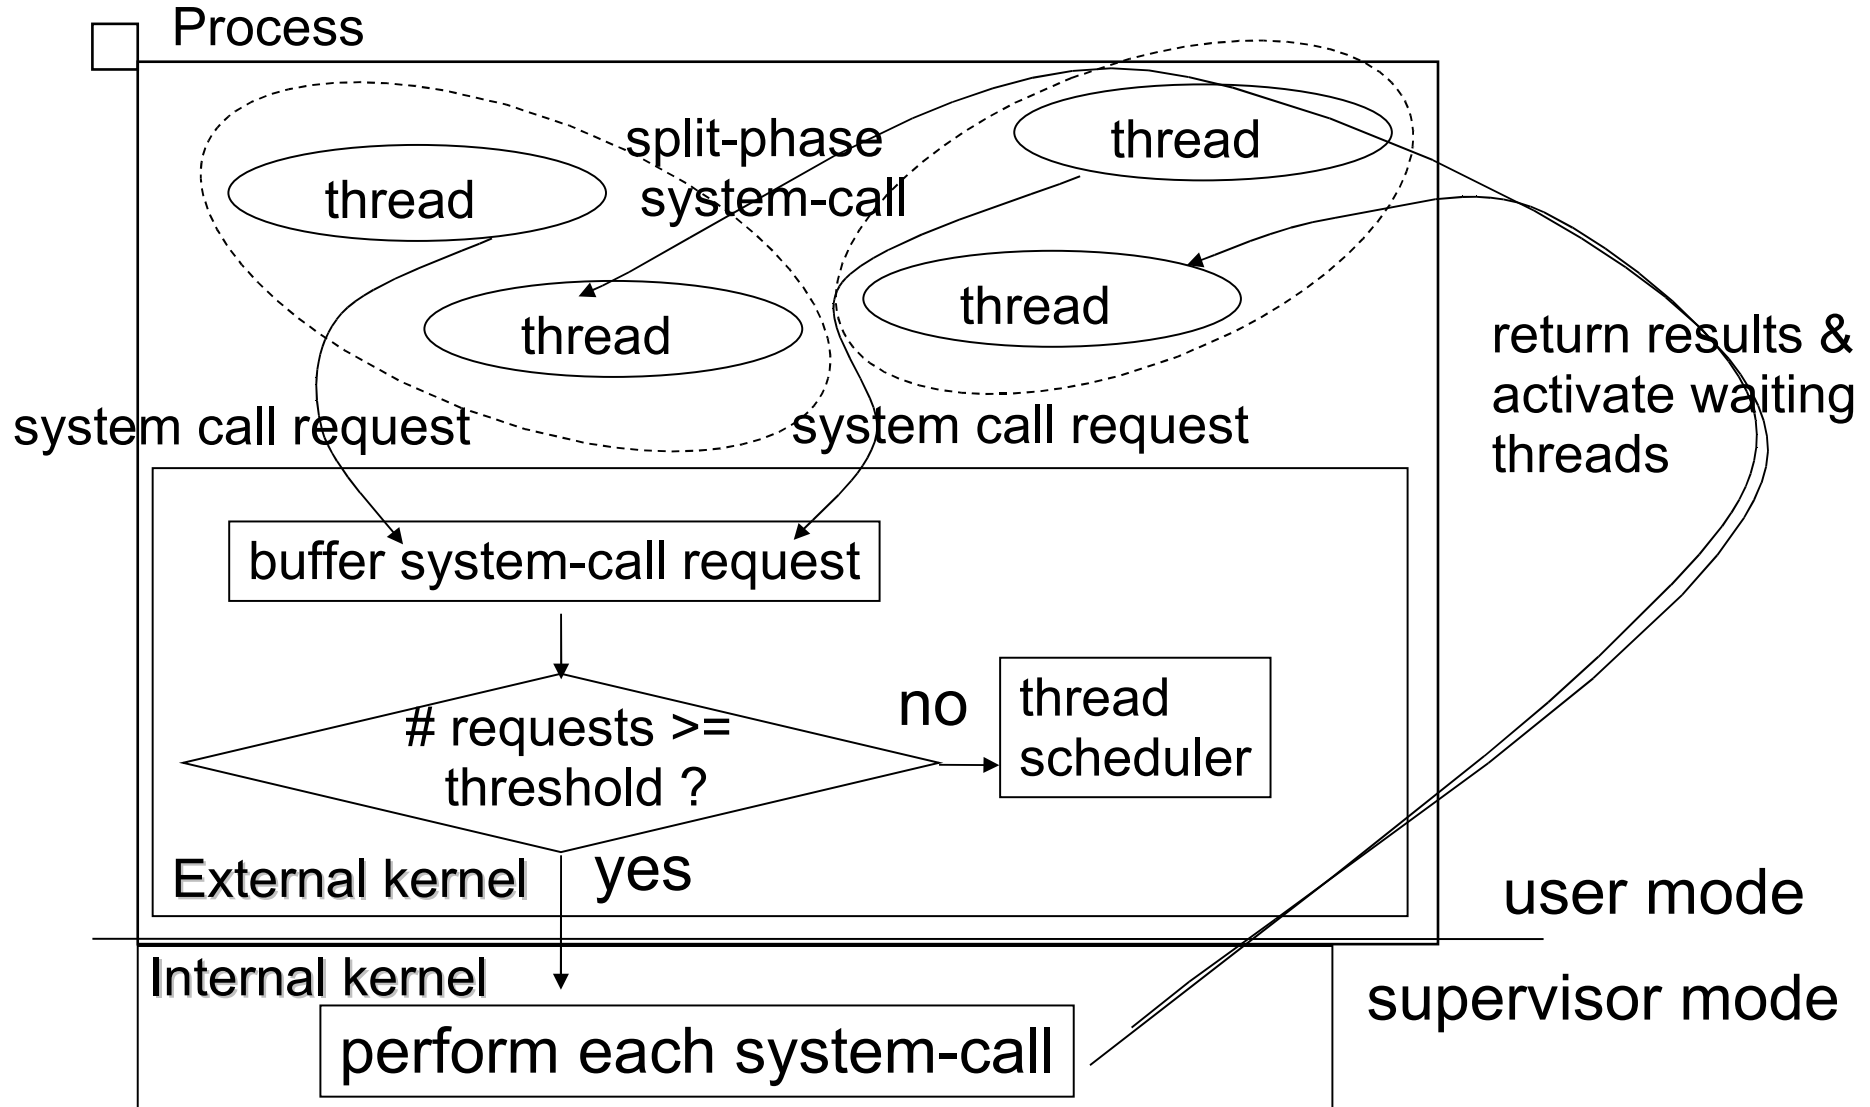 Process
split-phase
system-call
thread
thread
thread
thread
return results &
activate waiting
threads
system call request
system call request
buffer system-call request
# requests >=
threshold ?
no
thread
scheduler
External kernel
yes
user mode
Internal kernel
supervisor mode
perform each system-call